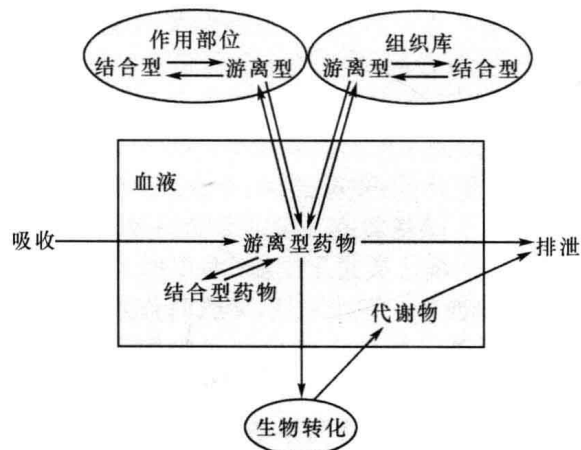 作用部位
结合型 游离型
组织库
游离型 结合型
血液
吸收 游离型药物 排泄
结合型药物
代谢物
生物转化